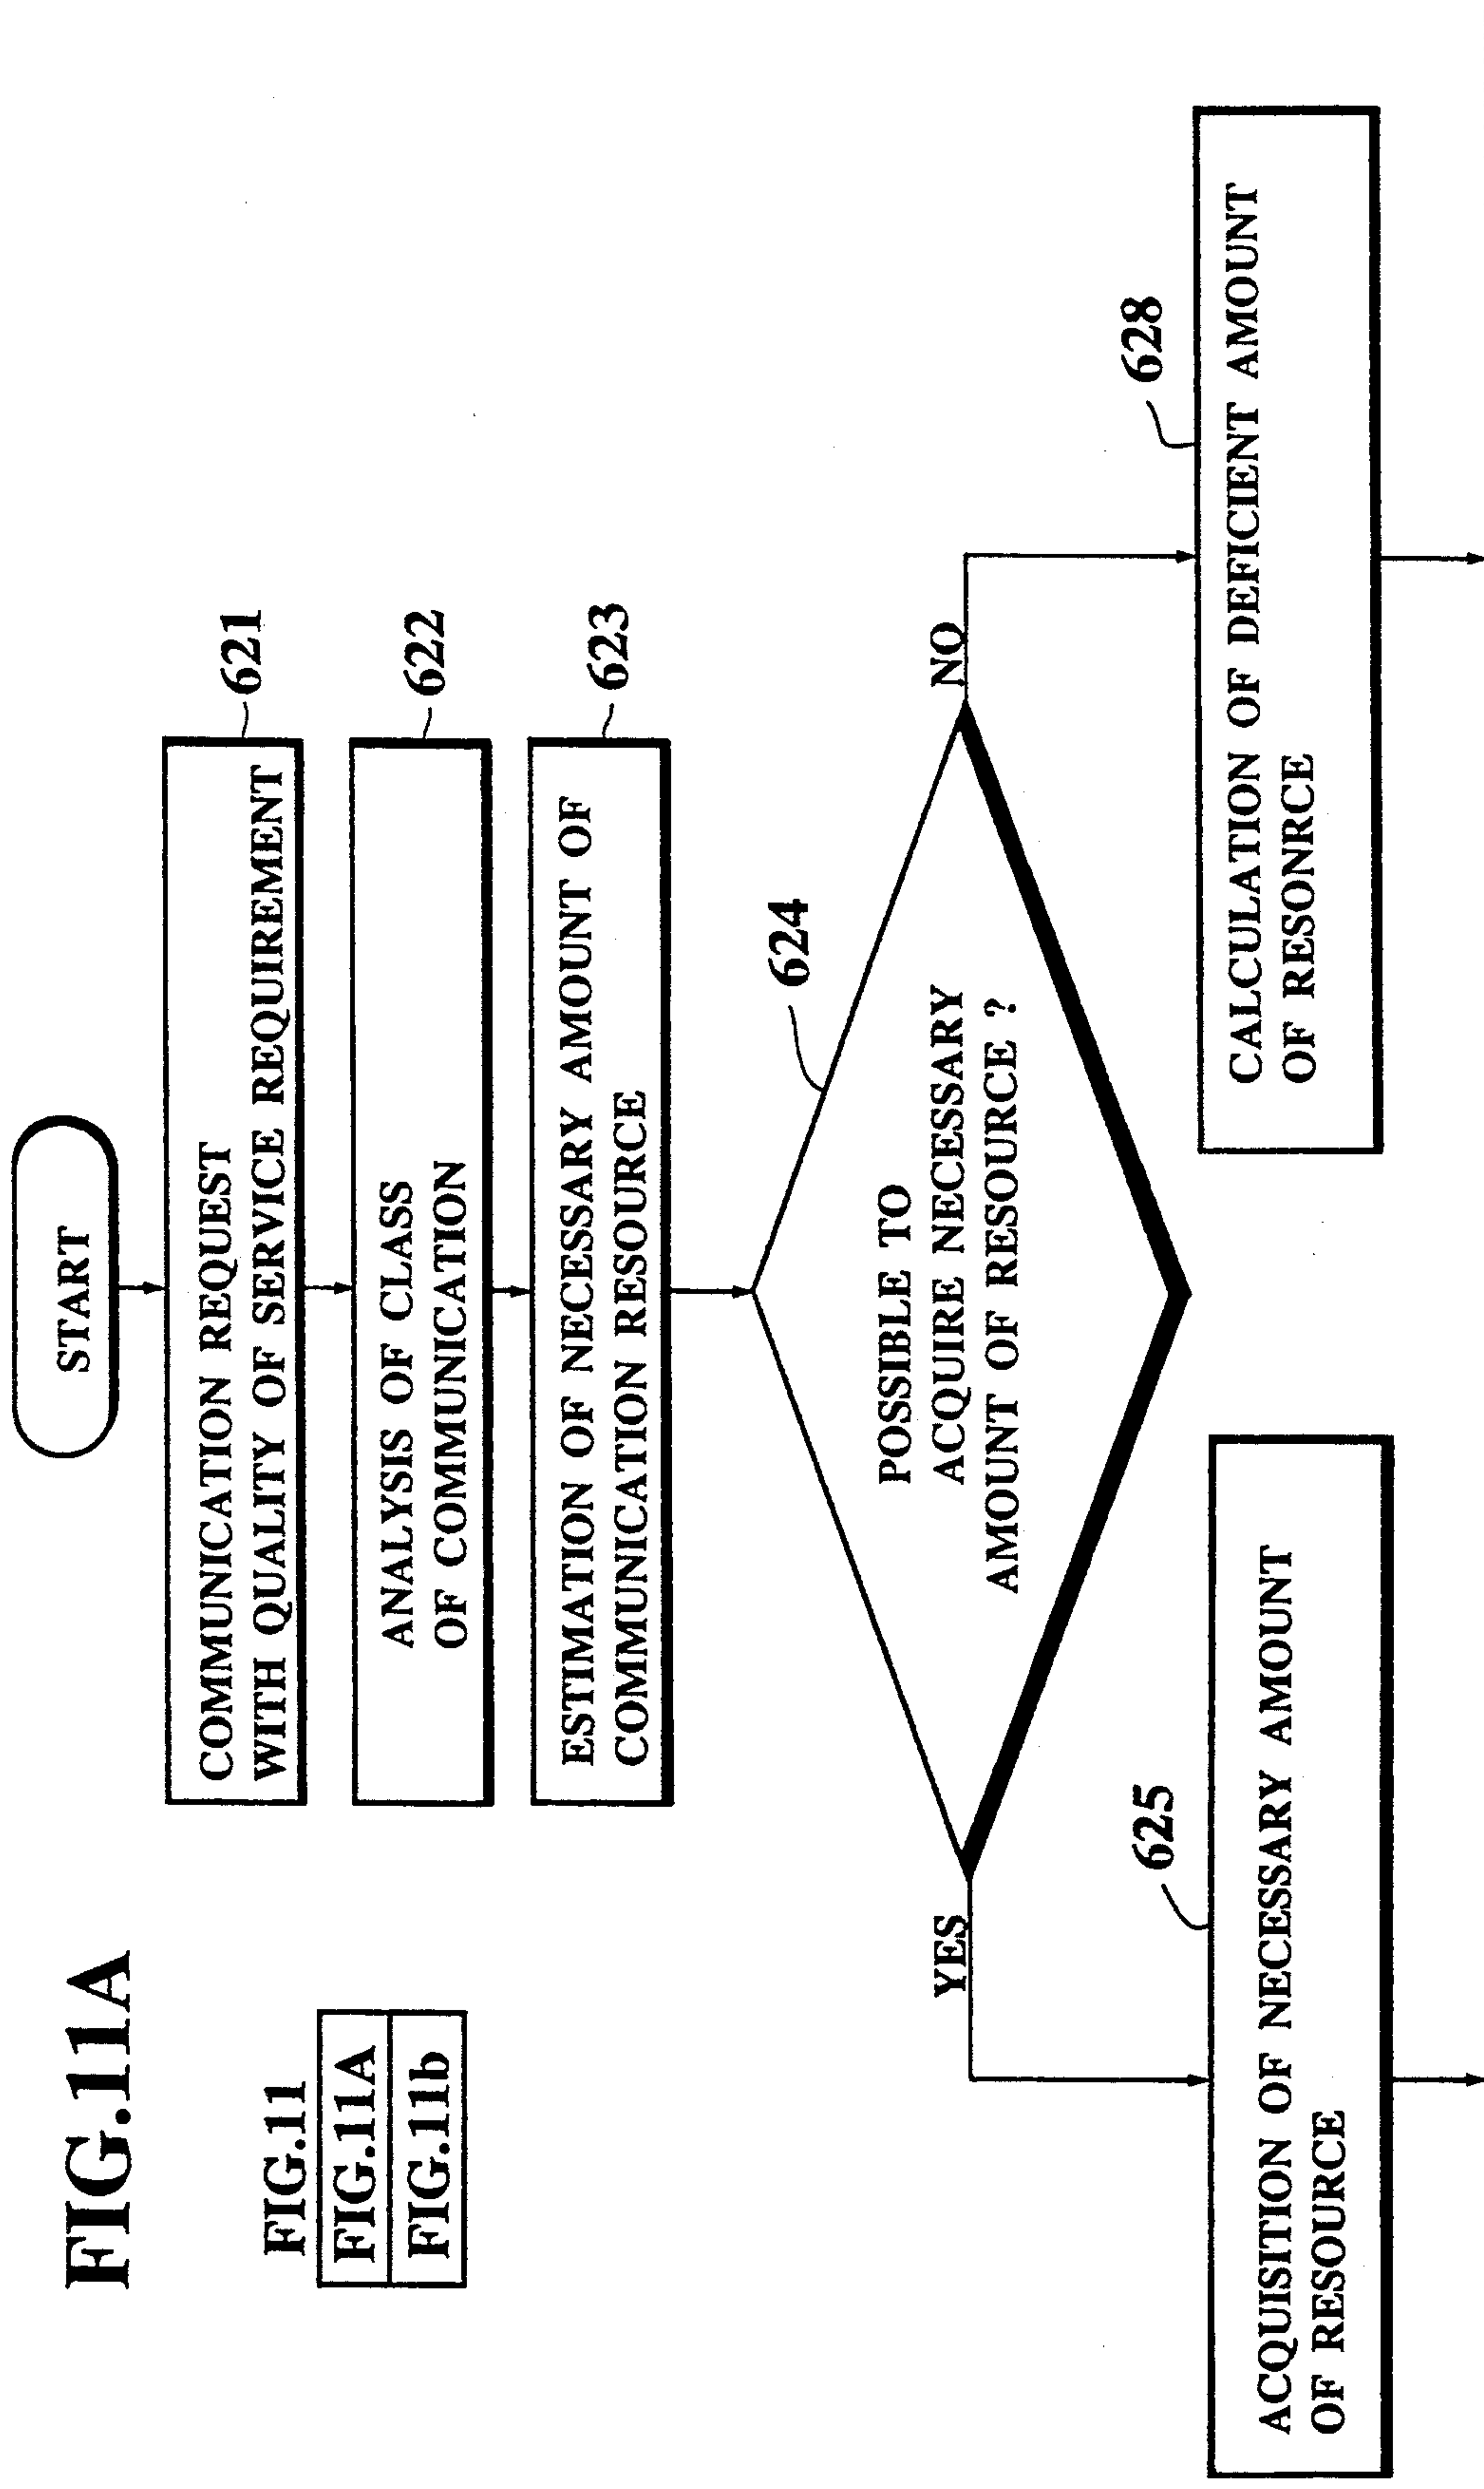 FIG.11A
FIG.11
FIG.11A
FIG.11b
START
COMMUNICATION REQUEST
WITH QUALITY OF SERVICE REQUIREMENT
621
ANALYSIS OF CLASS
OF COMMUNICATION
622
ESTIMATION OF NECESSARY AMOUNT OF
COMMUNICATION RESOURCE
623
624
POSSIBLE TO
ACQUIRE NECESSARY
AMOUNT OF RESOURCE ?
YES
NO
625
ACQUISITION OF NECESSARY AMOUNT
OF RESOURCE
628
CALCULATION OF DEFICIENT AMOUNT
OF RESONRCE